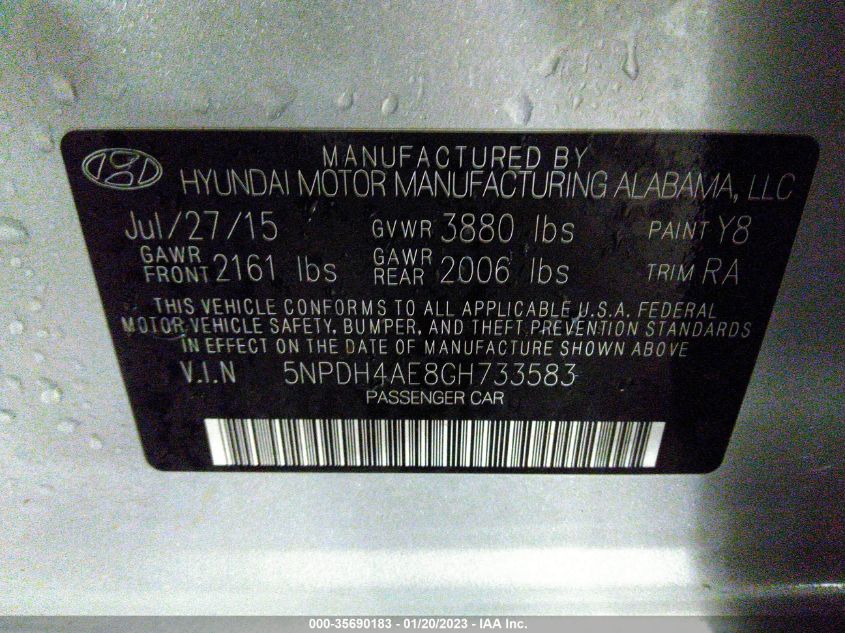 MANUFACTURED BY
HYUNDAI MOTOR MANUFACTURING ALABAMA, LLC
Jul/27/15 GVWR 3880 lbs PAINT Y8
GAWR FRONT 2161 lbs GAWR REAR 2006 lbs TRIM RA
THIS VEHICLE CONFORMS TO ALL APPLICABLE U.S.A. FEDERAL
MOTOR VEHICLE SAFETY, BUMPER, AND THEFT PREVENTION STANDARDS
IN EFFECT ON THE DATE OF MANUFACTURE SHOWN ABOVE
V.I.N 5NPDH4AE8GH733583
PASSENGER CAR
000-35690183 - 01/20/2023 - IAA Inc.